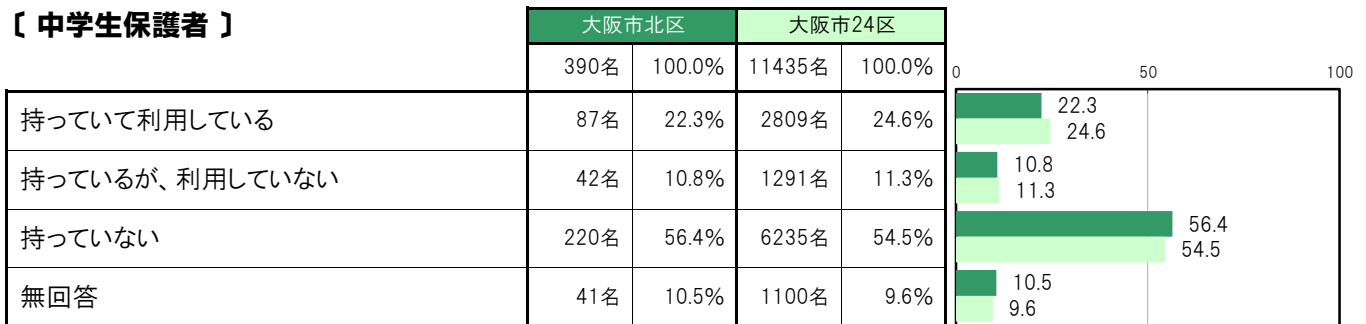 〔 中学生保護者 〕
大阪市北区 大阪市24区
390名 100.0% 11435名 100.0%
0 50 100
持っていて利用している 87名 22.3% 2809名 24.6%
22.3
24.6
持っているが、利用していない 42名 10.8% 1291名 11.3%
10.8
11.3
持っていない 220名 56.4% 6235名 54.5%
56.4
54.5
無回答 41名 10.5% 1100名 9.6%
10.5
9.6